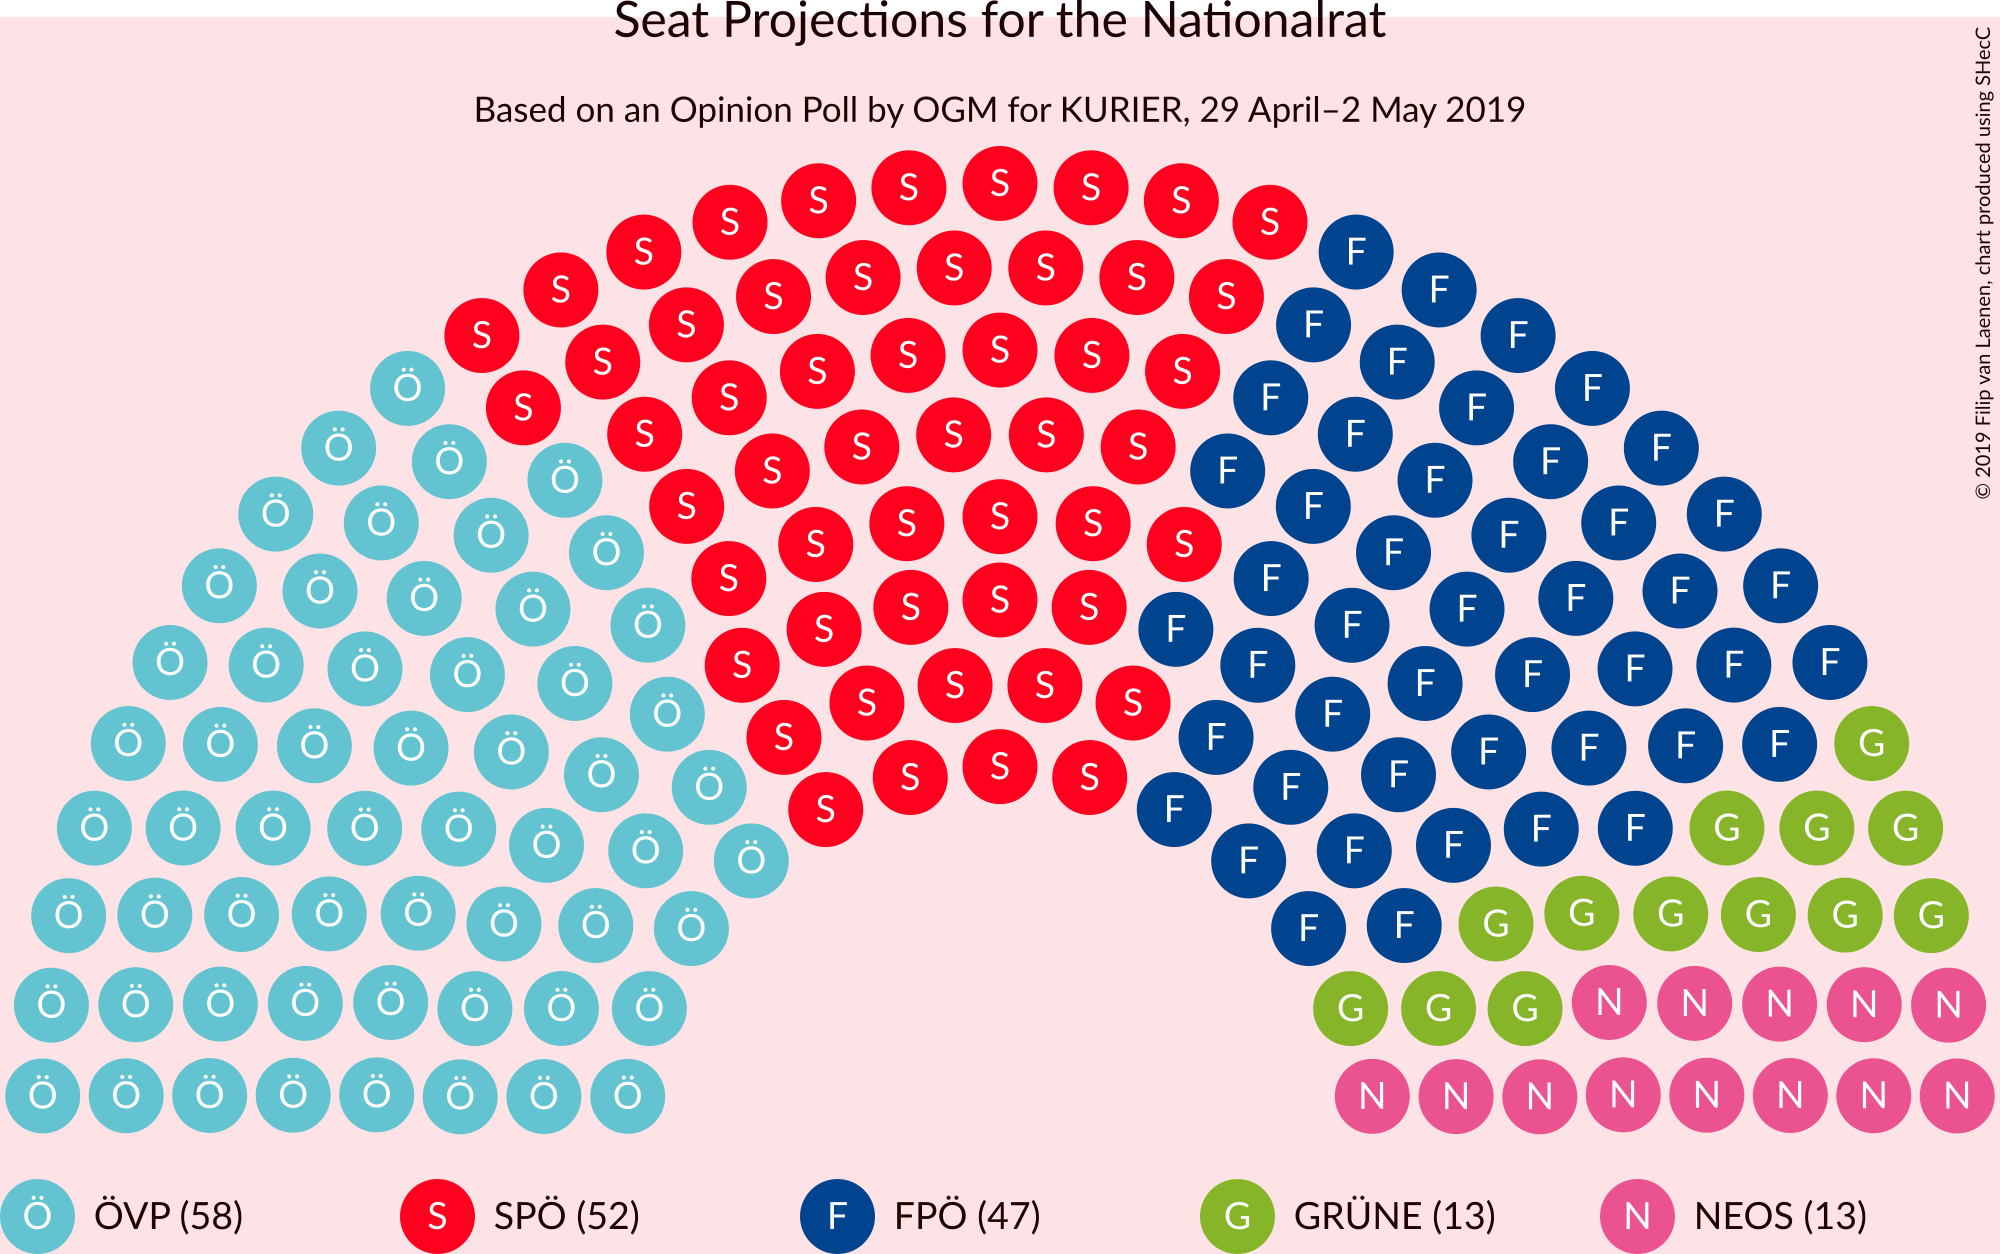 Seat Projections for the Nationalrat
Based on an Opinion Poll by OGM for KURIER, 29 April–2 May 2019
© 2019 Filip van Laenen, chart produced using SHecC
S S S S S S S S S S F F
S S S S S S S S F F F F
Ö S S S S S S S F F F F
Ö Ö Ö S S S S S S S F F F F F
Ö Ö Ö Ö S S S S S S F F F F F
Ö Ö Ö Ö Ö S S S S S F F F F F F
Ö Ö Ö Ö Ö Ö S S S S S F F F F F F F
Ö Ö Ö Ö Ö Ö Ö S S S S F F F F F F G
Ö Ö Ö Ö Ö Ö Ö Ö S S S S F F F F F F G G G
Ö Ö Ö Ö Ö Ö Ö Ö F F G G G G G G
Ö Ö Ö Ö Ö Ö Ö Ö G G G N N N N N
Ö Ö Ö Ö Ö Ö Ö Ö N N N N N N N N
Ö ÖVP (58) S SPÖ (52) F FPÖ (47) G GRÜNE (13) N NEOS (13)